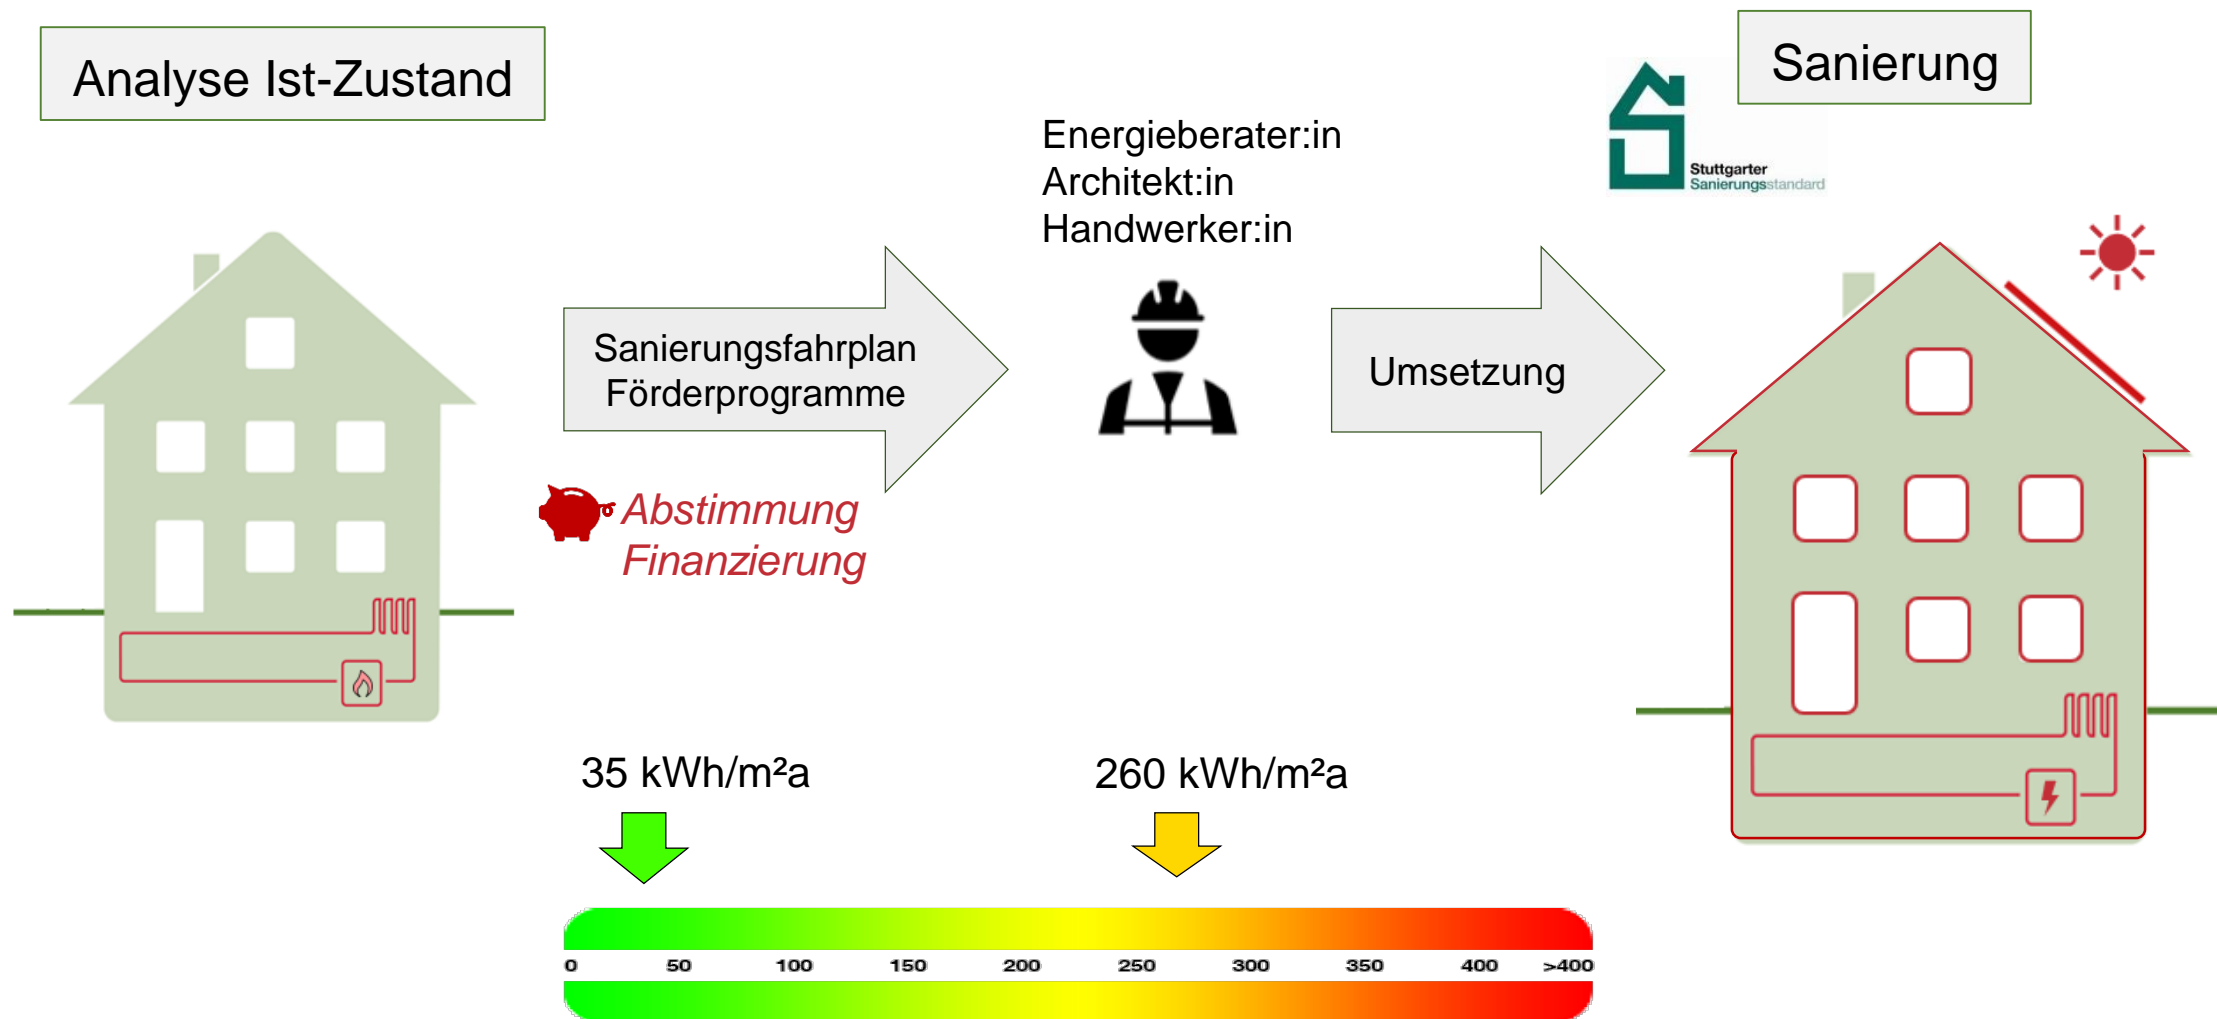 Analyse Ist-Zustand
Sanierung
Stuttgarter
Sanierungsstandard
Energieberater:in
Architekt:in
Handwerker:in
Sanierungsfahrplan
Förderprogramme
Umsetzung
Abstimmung
Finanzierung
35 kWh/m²a
260 kWh/m²a
0 50 100 150 200 250 300 350 400 >400